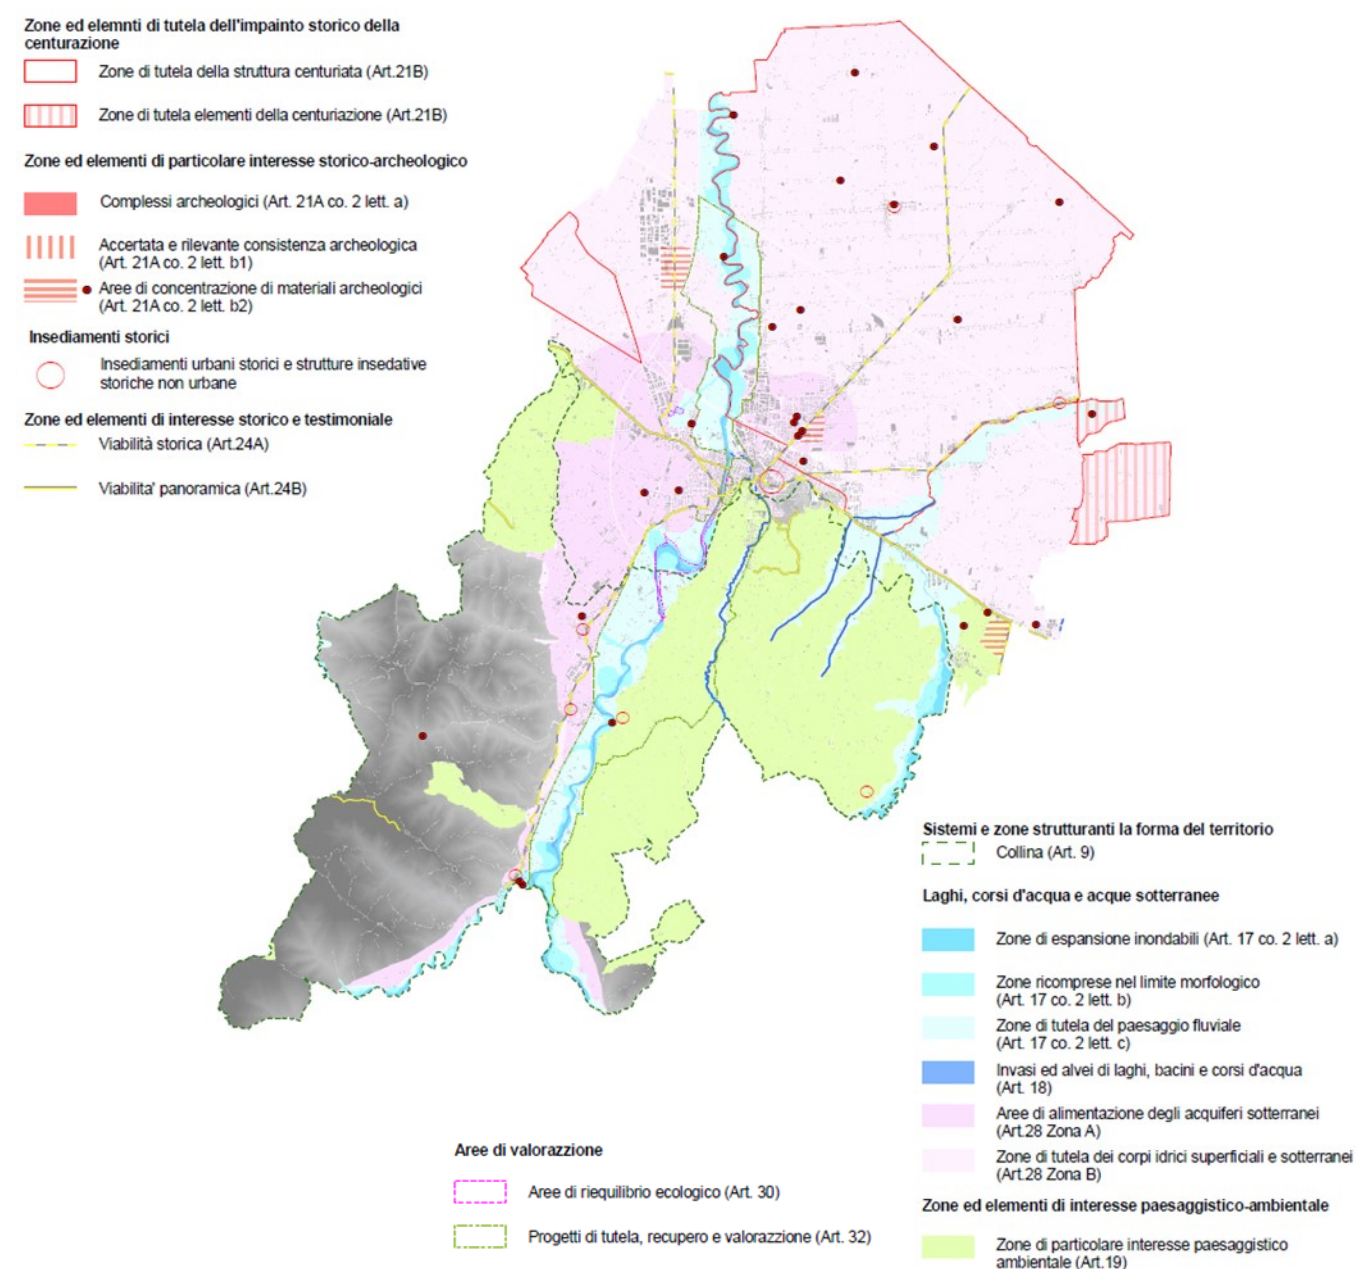 Zone ed elemnti di tutela dell'impainto storico della
centurazione
Zone di tutela della struttura centuriata (Art.21B)
Zone di tutela elementi della centuriazione (Art.21B)
Zone ed elementi di particolare interesse storico-archeologico
Complessi archeologici (Art. 21A co. 2 lett. a)
Accertata e rilevante consistenza archeologica
(Art. 21A co. 2 lett. b1)
Aree di concentrazione di materiali archeologici
(Art. 21A co. 2 lett. b2)
Insediamenti storici
Insediamenti urbani storici e strutture insedative
storiche non urbane
Zone ed elementi di interesse storico e testimoniale
Viabilità storica (Art.24A)
Viabilita' panoramica (Art.24B)
Sistemi e zone strutturanti la forma del territorio
Collina (Art. 9)
Laghi, corsi d'acqua e acque sotterranee
Zone di espansione inondabili (Art. 17 co. 2 lett. a)
Zone ricomprese nel limite morfologico
(Art. 17 co. 2 lett. b)
Zone di tutela del paesaggio fluviale
(Art. 17 co. 2 lett. c)
Invasi ed alvei di laghi, bacini e corsi d'acqua
(Art. 18)
Aree di alimentazione degli acquiferi sotterranei
(Art.28 Zona A)
Zone di tutela dei corpi idrici superficiali e sotterranei
(Art.28 Zona B)
Zone ed elementi di interesse paesaggistico-ambientale
Zone di particolare interesse paesaggistico
ambientale (Art.19)
Aree di valorazzione
Aree di riequilibrio ecologico (Art. 30)
Progetti di tutela, recupero e valorazzione (Art. 32)